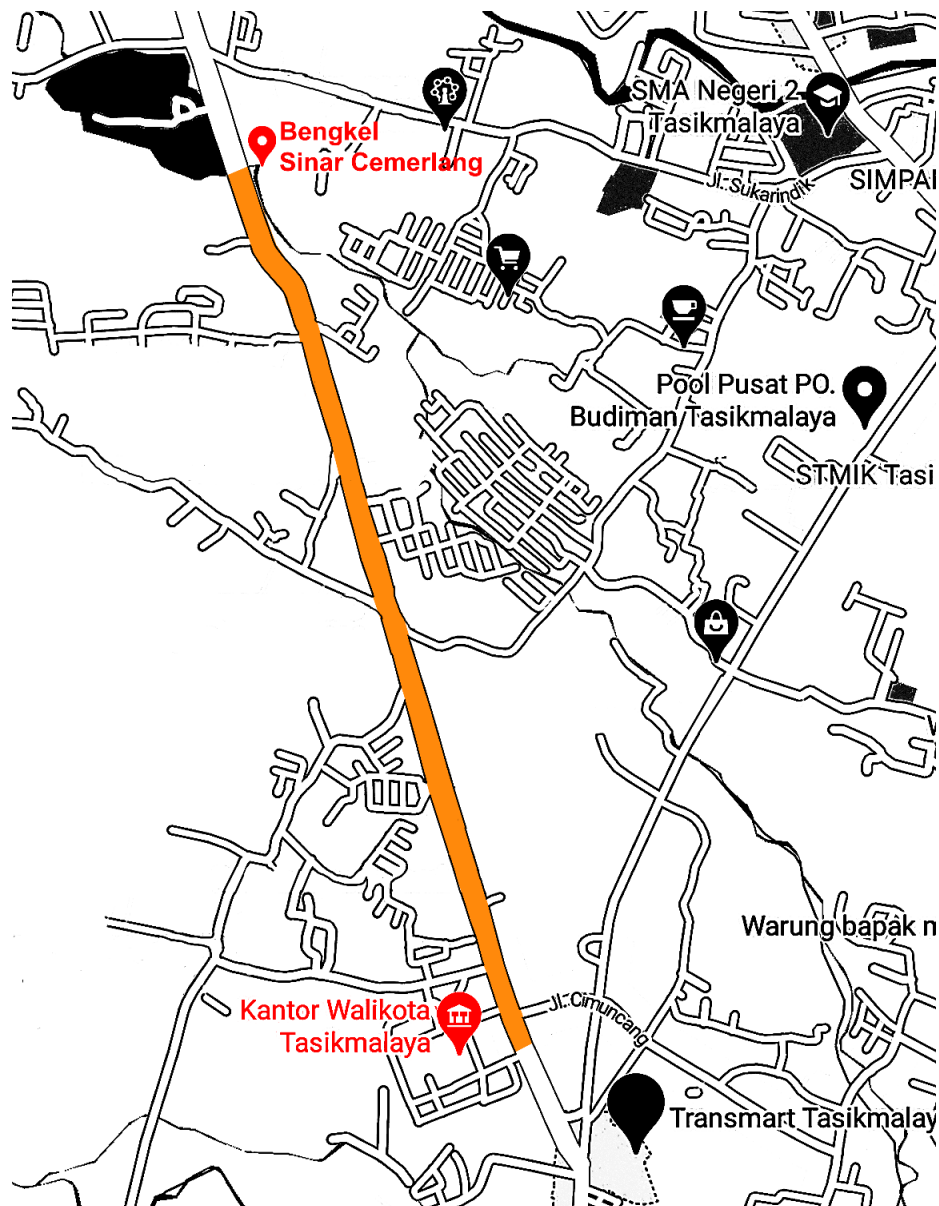 SMA Negeri 2
Tasikmalaya
Bengkel
Sinar Cemerlang
Jl. Sukarindik
SIMPA
Pool Pusat PO.
Budiman Tasikmalaya
STMIK Tasi
Warung bapak m
Kantor Walikota
Tasikmalaya
Jl. Cimuncang
Transmart Tasikmalay